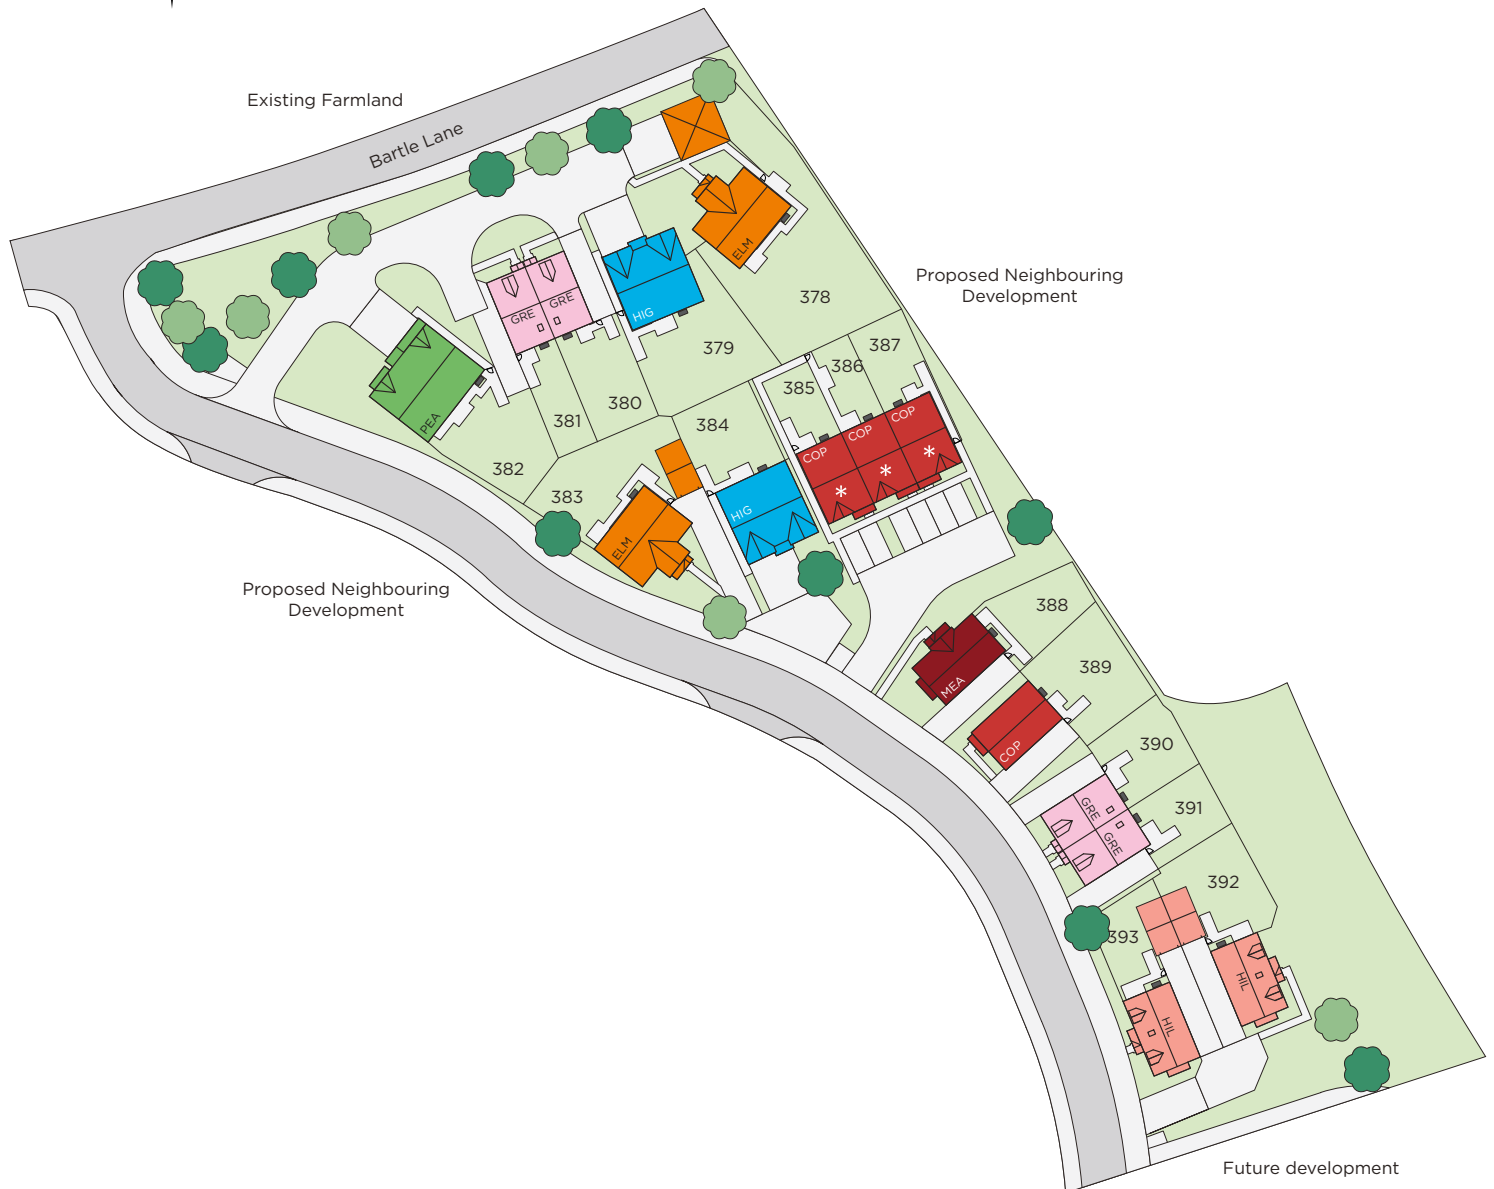 Existing Farmland
Bartle Lane
ELM
Proposed Neighbouring
Development
378
GRE
GRE
HIG
379
387
386
385
PEA
380
381
384
382
383
COP
COP
COP
*
*
*
HIG
ELM
Proposed Neighbouring
Development
388
MEA
389
COP
390
GRE
GRE
391
392
393
HIL
HIL
Future development